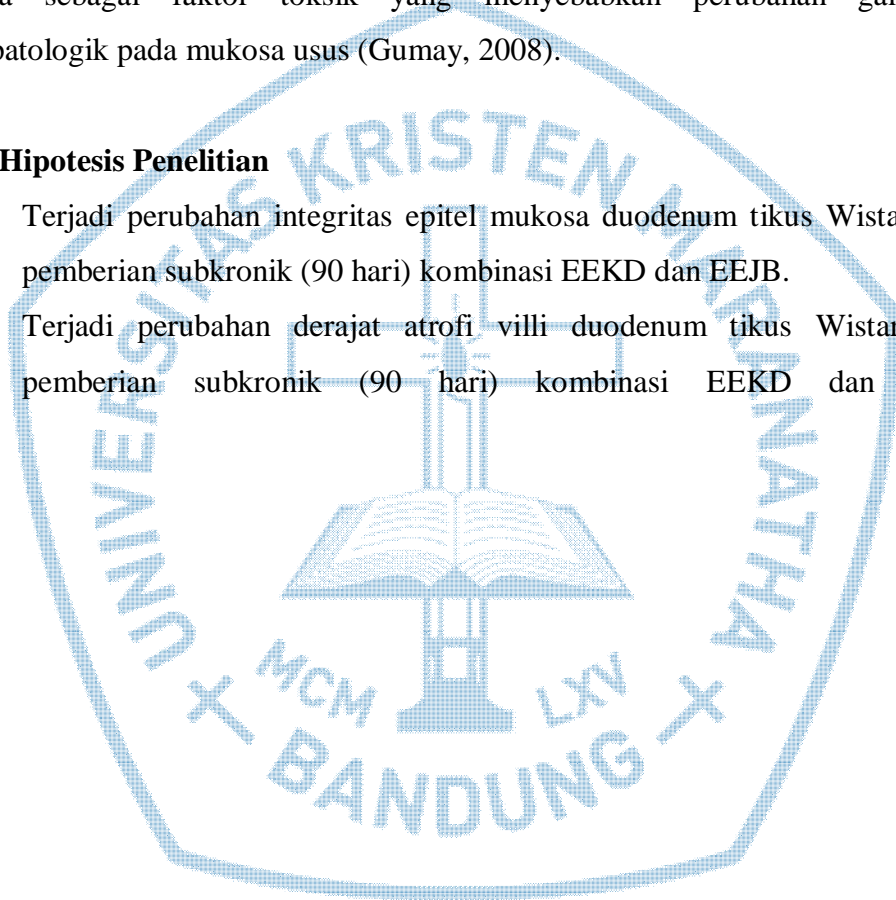 sebagai faktor toksik yang menyebabkan perubahan
patologik pada mukosa usus (Gumay, 2008).
Hipotesis Penelitian
Terjadi perubahan integritas epitel mukosa duodenum tikus Wista
pemberian subkronik (90 hari) kombinasi EEKD dan EEJB.
Terjadi perubahan derajat atrofi villi duodenum tikus Wistar
pemberian subkronik (90 hari) kombinasi EEKD dan
UNIVERSITAS KRISTEN MARANATHA
MCM LXV
BANDUNG